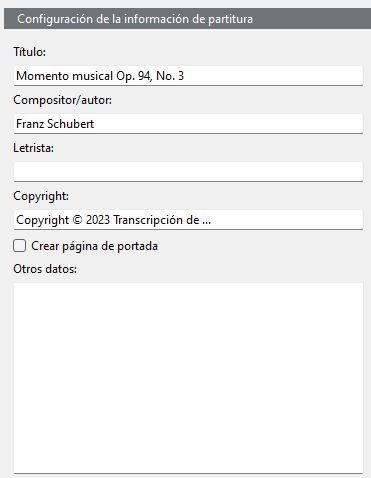 Configuración de la información de partitura
Título:
Momento musical Op. 94, No. 3
Compositor/autor:
Franz Schubert
Letrista:
Copyright:
Copyright © 2023 Transcripción de ...
Crear página de portada
Otros datos: